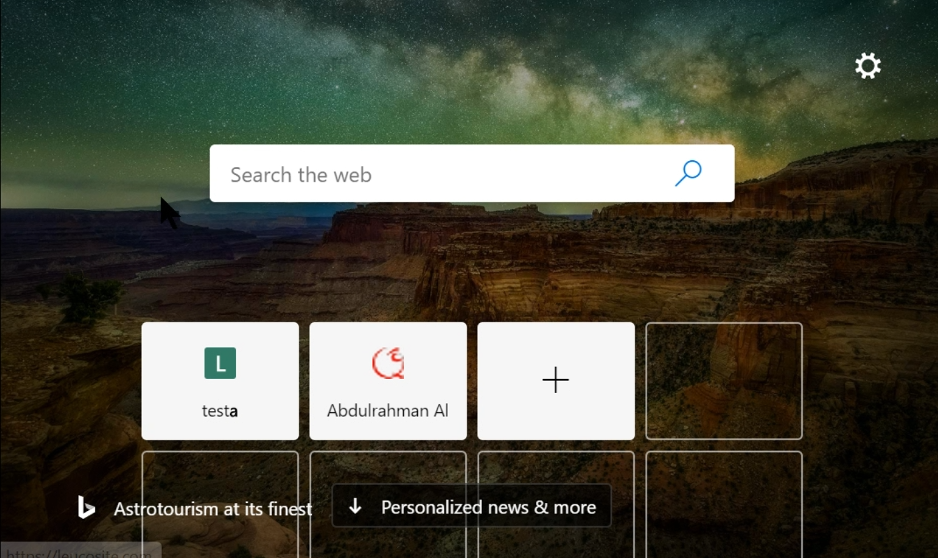 Search the web
L
testa
Abdulrahman Al
Astrotourism at its finest
Personalized news & more
https://leucosite.com